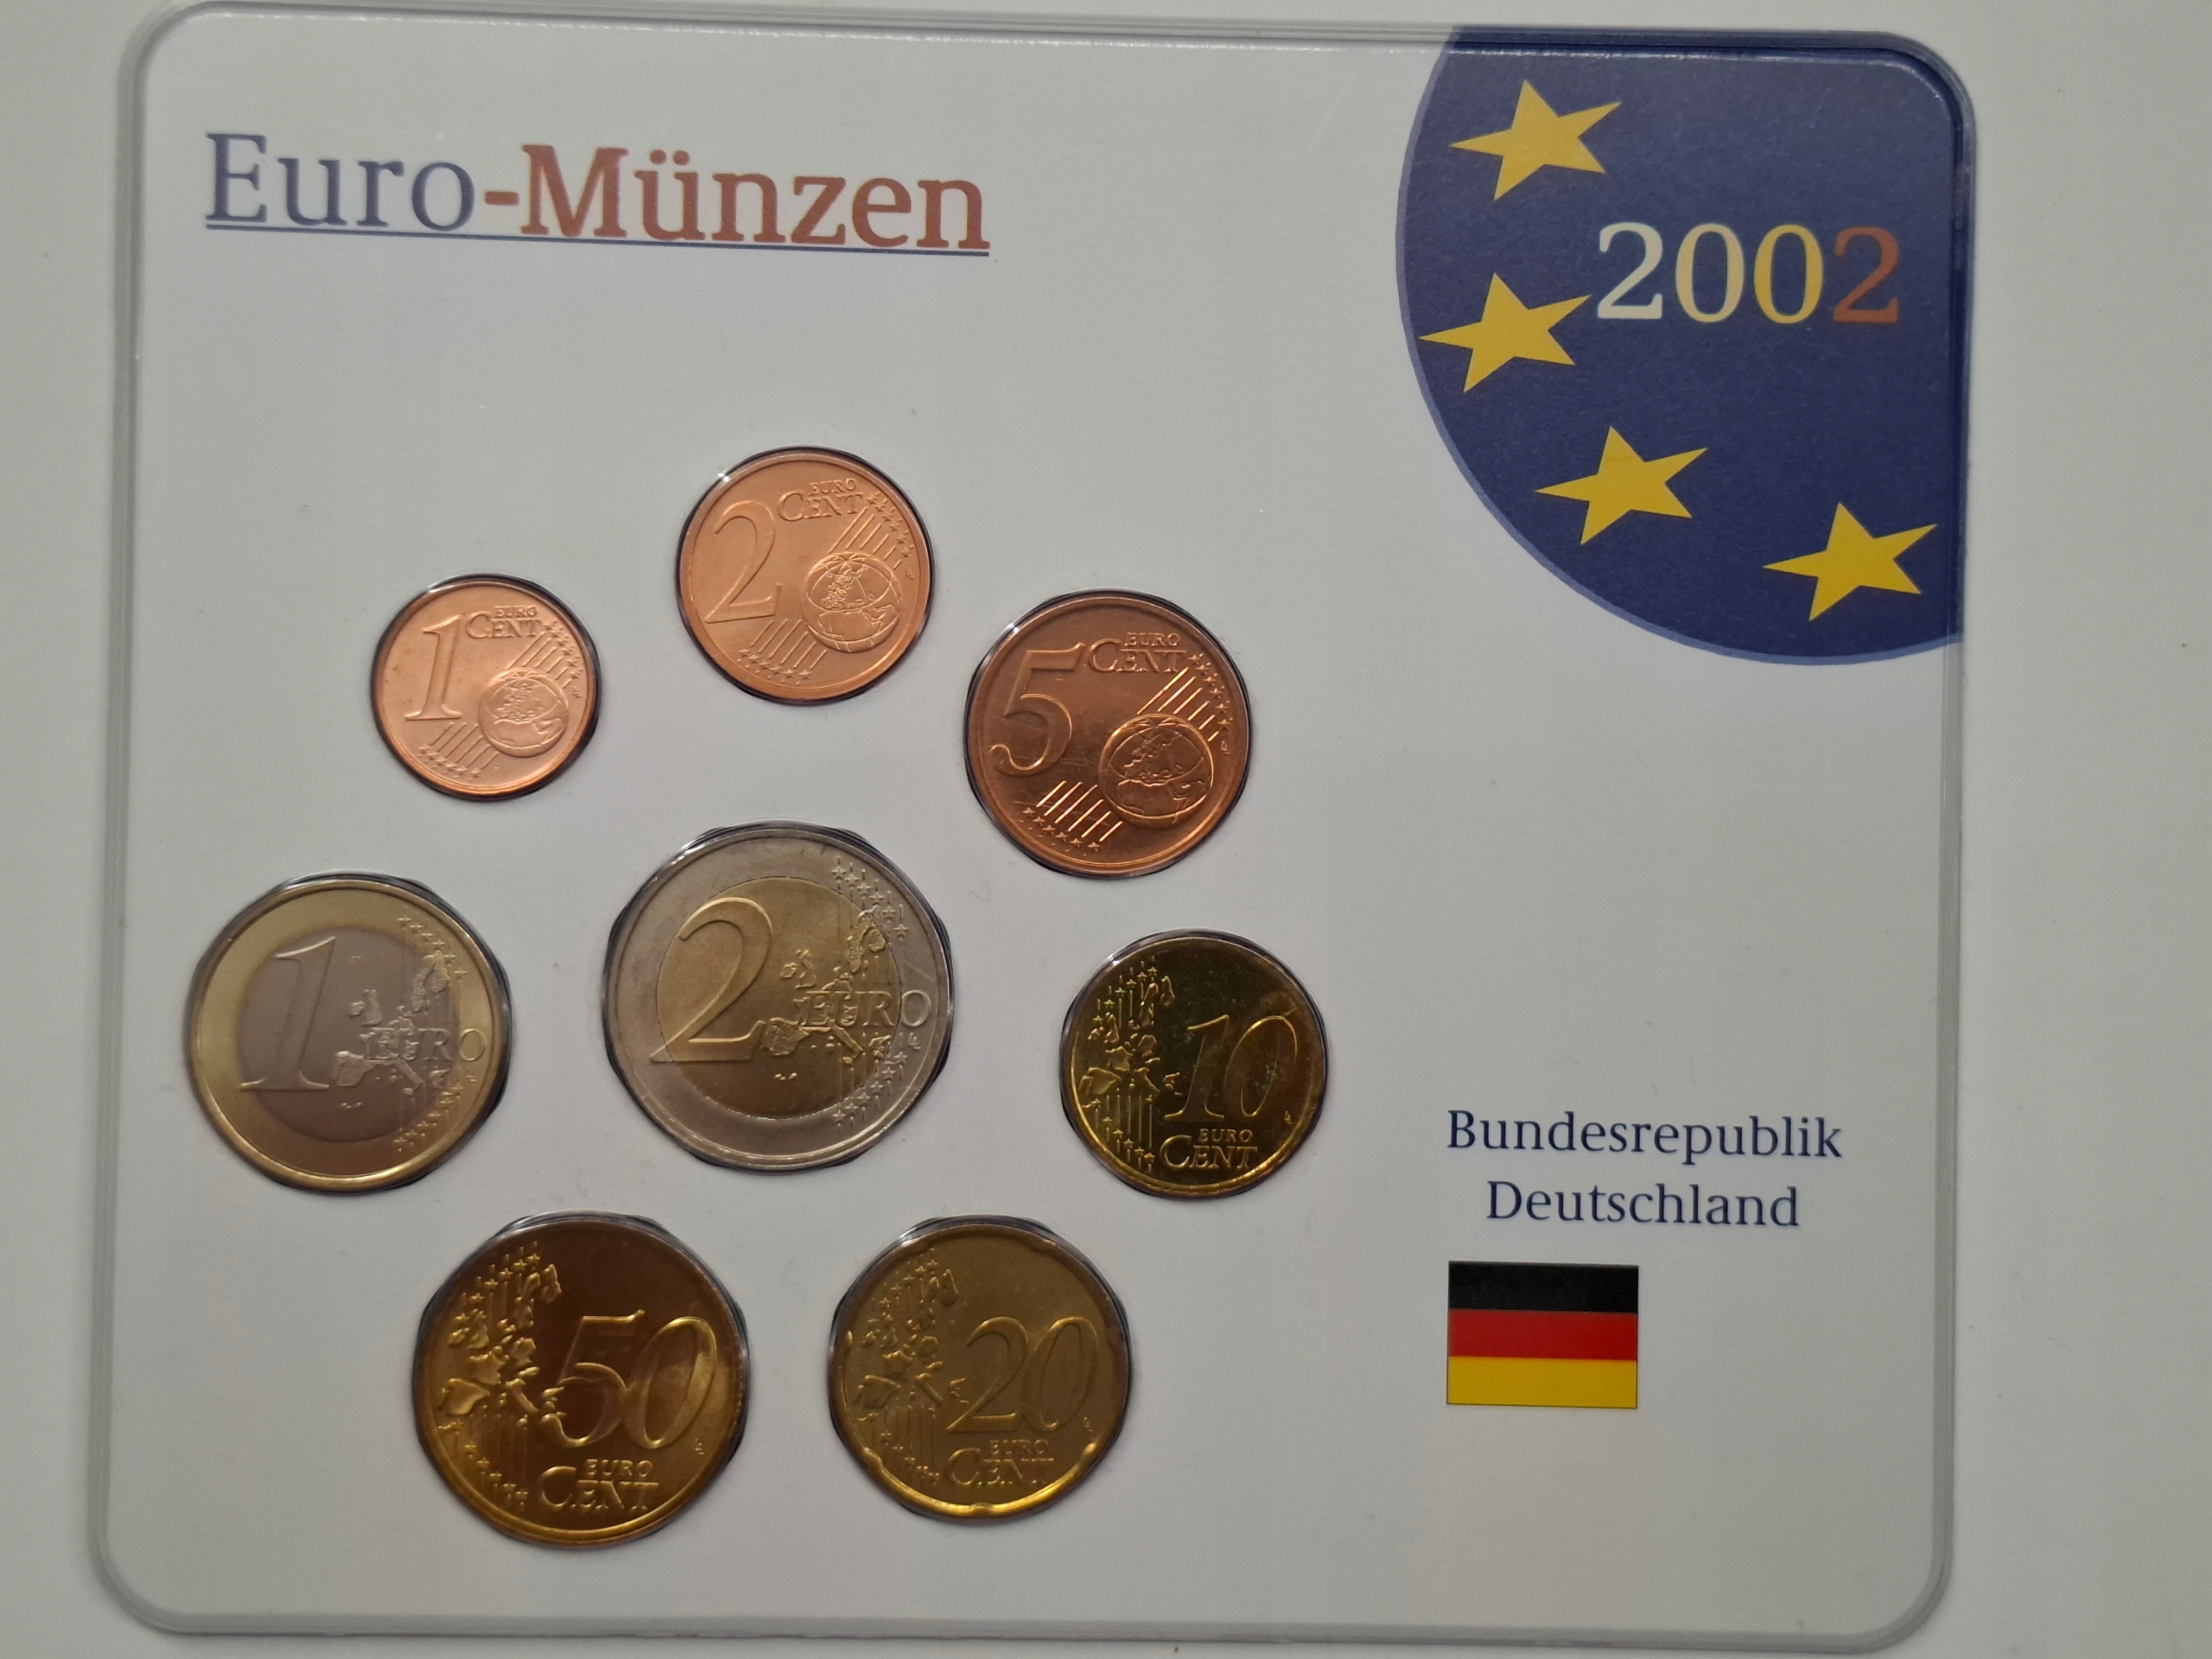 Euro-Münzen
2002
2 EURO
CENT
1 EURO
CENT
5 EURO
CENT
1 EURO
2 EURO
10
EURO
CENT
50
EURO
CENT
20
EURO
CENT
Bundesrepublik
Deutschland